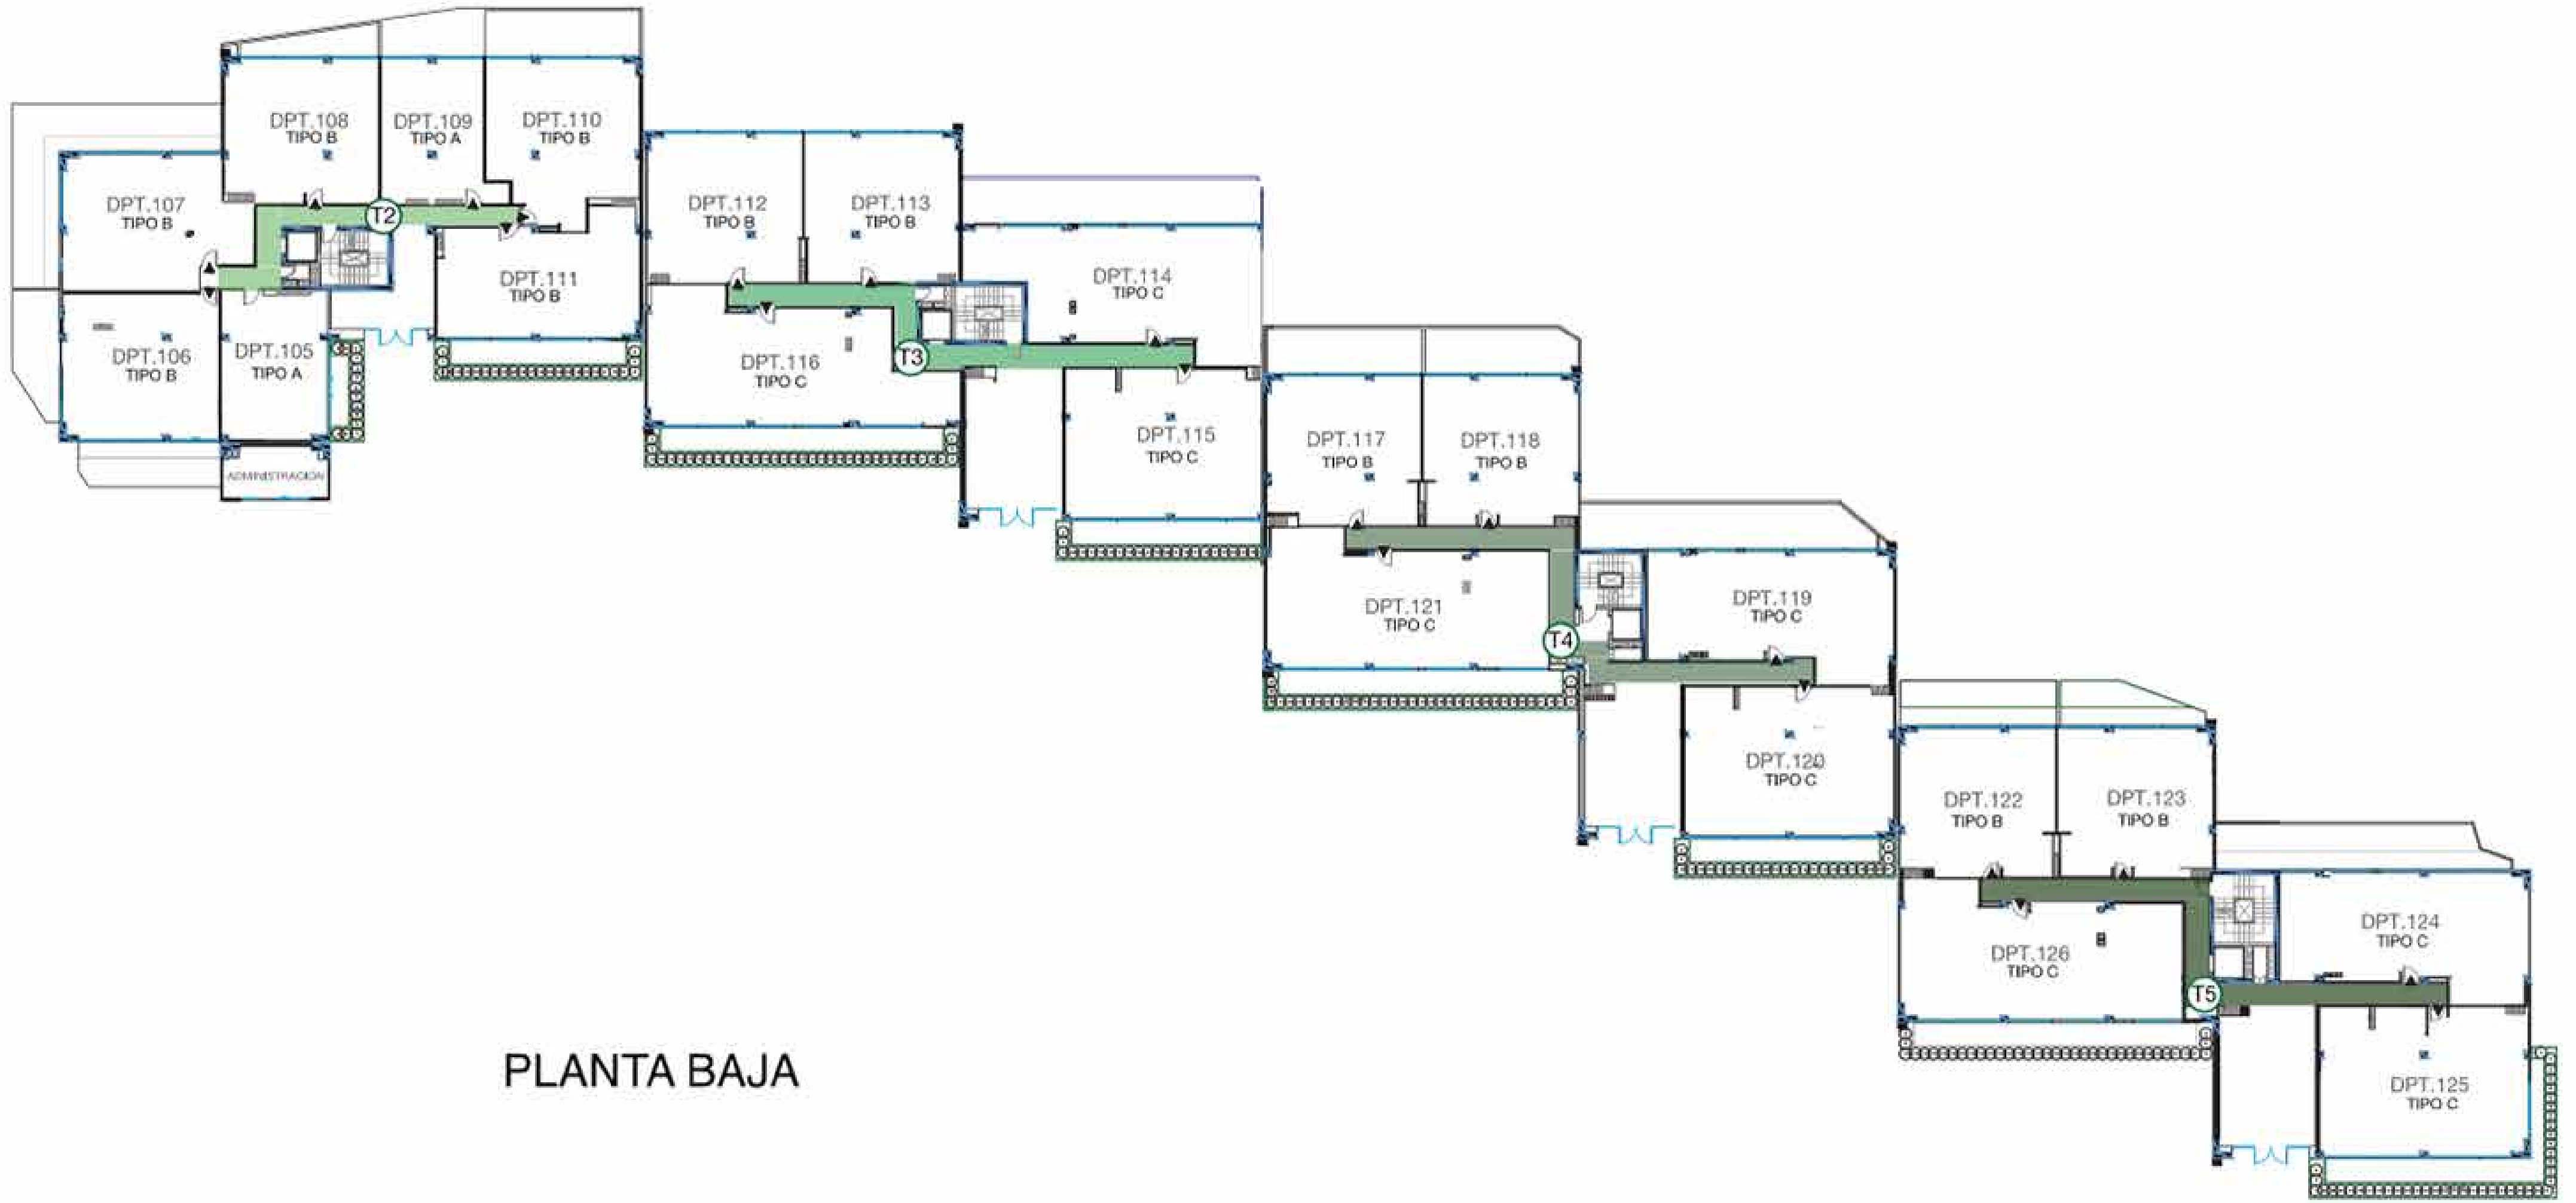 DPT.108
TIPO B
DPT.109
TIPO A
DPT.110
TIPO B
DPT.107
TIPO B
T2
DPT.111
TIPO B
DPT.106
TIPO B
DPT.105
TIPO A
ADMINISTRACION
DPT.112
TIPO B
DPT.113
TIPO B
DPT.114
TIPO C
DPT.116
TIPO C
T3
DPT.115
TIPO C
DPT.117
TIPO B
DPT.118
TIPO B
DPT.121
TIPO C
T4
DPT.119
TIPO C
DPT.120
TIPO C
DPT.122
TIPO B
DPT.123
TIPO B
DPT.126
TIPO C
T5
DPT.124
TIPO C
DPT.125
TIPO C
PLANTA BAJA